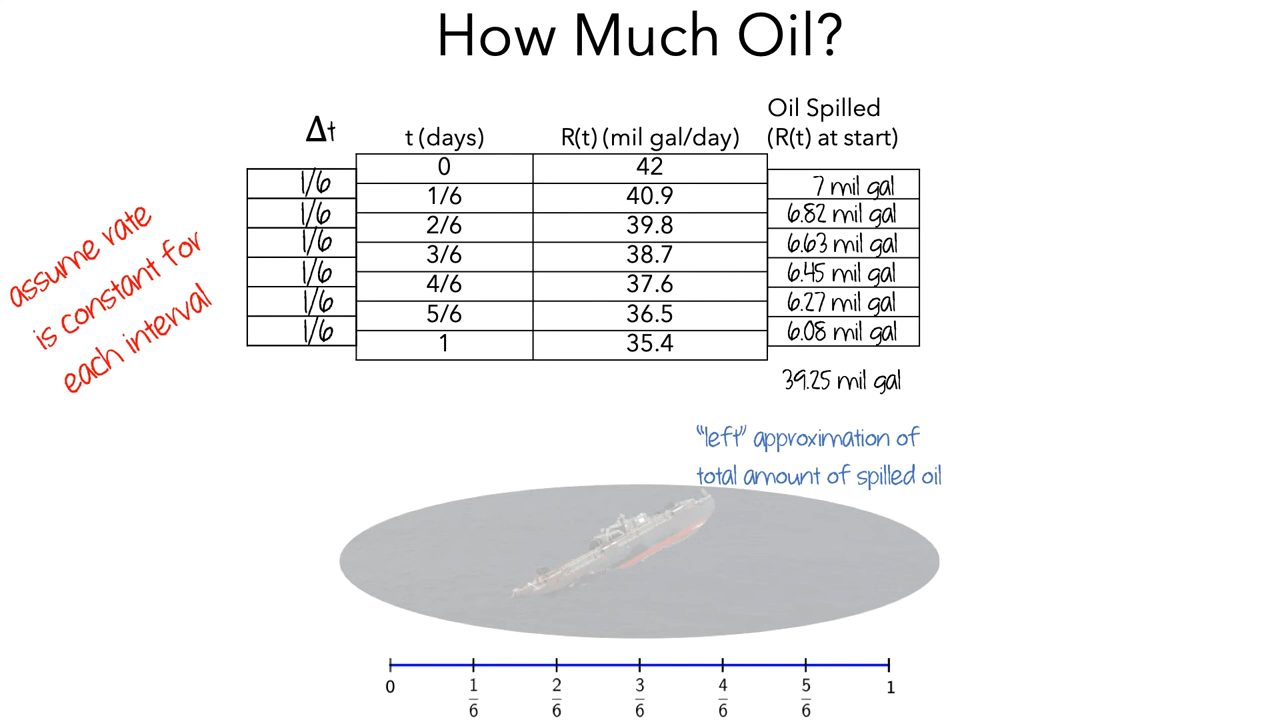 How Much Oil?
Oil Spilled
Δt t (days) R(t) (mil gal/day) (R(t) at start)
0 42
1/6 7 mil gal
1/6 40.9
1/6 6.82 mil gal
2/6 39.8
1/6 6.63 mil gal
3/6 38.7
1/6 6.45 mil gal
4/6 37.6
1/6 6.27 mil gal
5/6 36.5
1/6 6.08 mil gal
1 35.4
39.25 mil gal
assume rate
is constant for
each interval
"left" approximation of
total amount of spilled oil
0 1/6 2/6 3/6 4/6 5/6 1